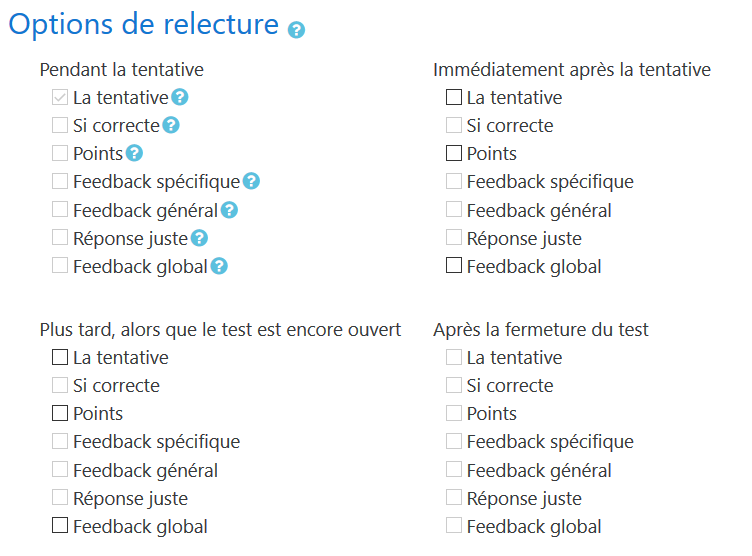 Options de relecture ?
Pendant la tentative
La tentative ?
Si correcte ?
Points ?
Feedback spécifique ?
Feedback général ?
Réponse juste ?
Feedback global ?
Immédiatement après la tentative
La tentative
Si correcte
Points
Feedback spécifique
Feedback général
Réponse juste
Feedback global
Plus tard, alors que le test est encore ouvert
La tentative
Si correcte
Points
Feedback spécifique
Feedback général
Réponse juste
Feedback global
Après la fermeture du test
La tentative
Si correcte
Points
Feedback spécifique
Feedback général
Réponse juste
Feedback global